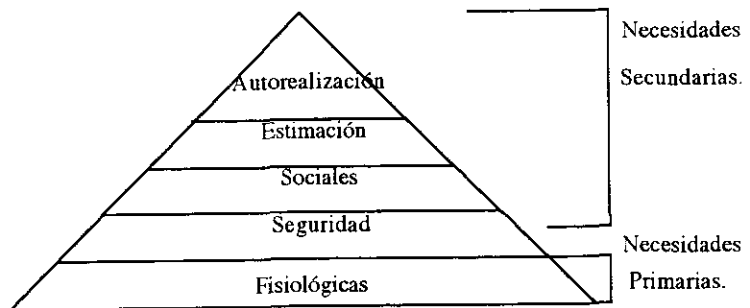 Necesidades
Secundarias.
Autorealización
Estimación
Sociales
Seguridad
Necesidades
Primarias.
Fisiológicas